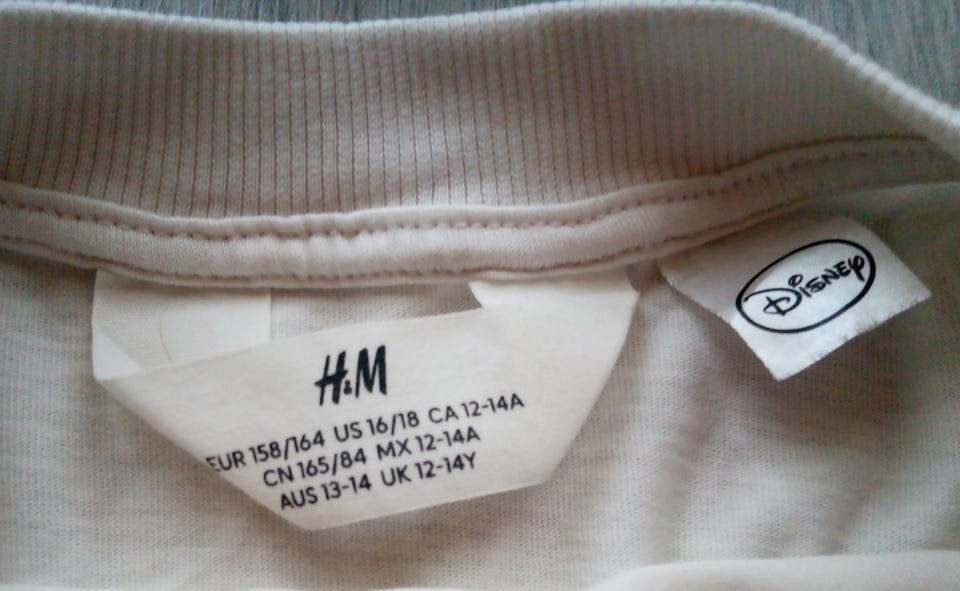 H&M
EUR 158/164 US 16/18 CA 12-14A
CN 165/84 MX 12-14A
AUS 13-14 UK 12-14Y
Disney